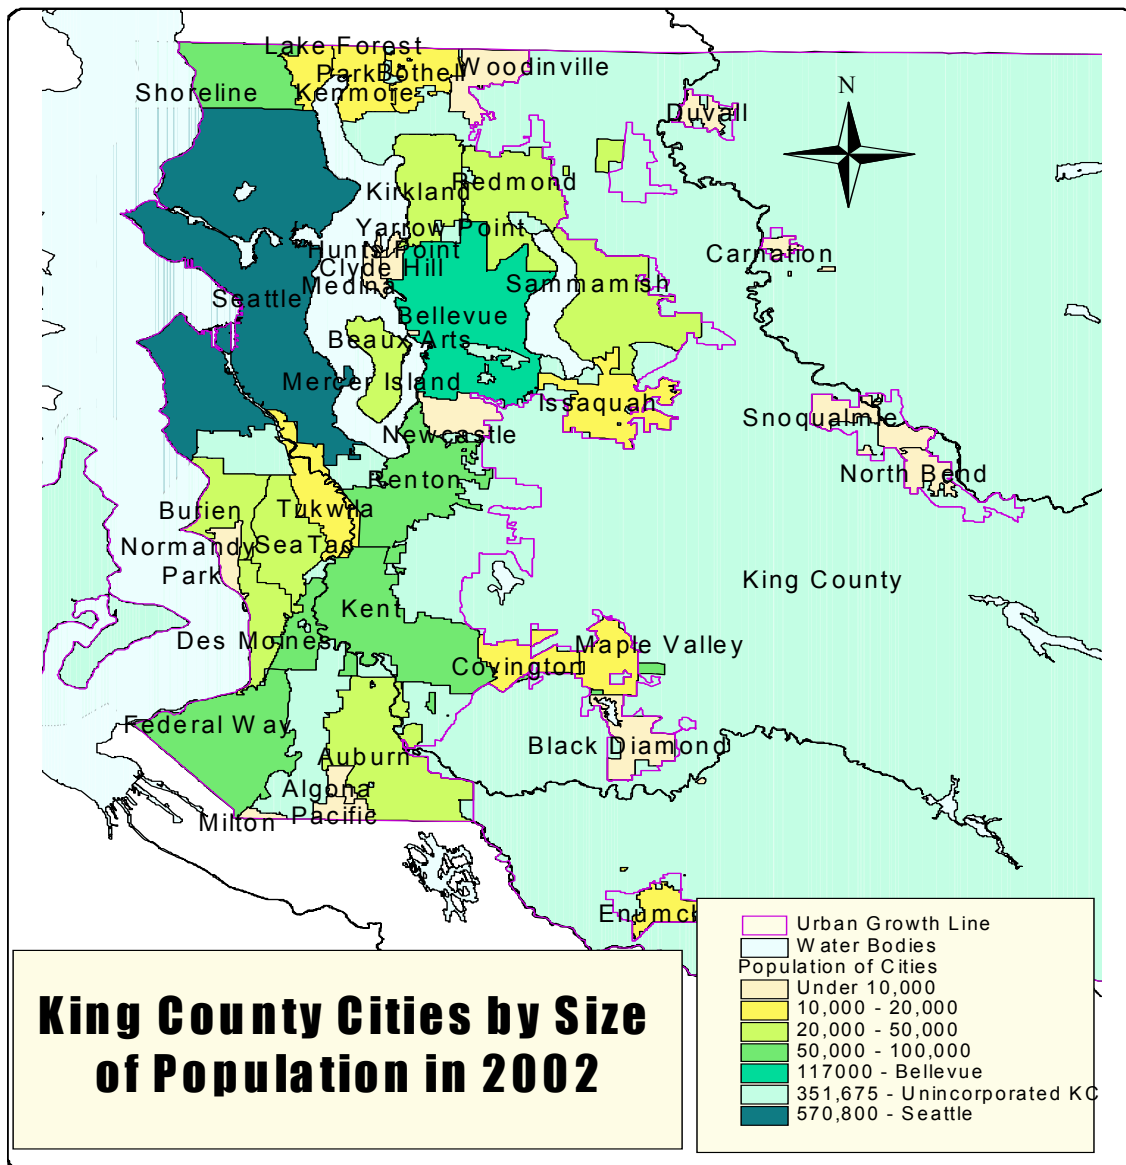 Lake Forest
Park
Bothell
Woodinville
Shoreline
Kenmore
N
Duvall
Kirkland
Redmond
Yarrow Point
Hunts Point
Carnation
Clyde Hill
Medina
Sammamish
Seattle
Bellevue
Beaux Arts
Mercer Island
Issaquah
Snoqualmie
Newcastle
North Bend
Renton
Burien
Tukwila
Normandy
Park
SeaTac
King County
Kent
Des Moines
Maple Valley
Covington
Federal Way
Black Diamond
Auburn
Algona
Pacific
Milton
Enumcl
Urban Growth Line
Water Bodies
Population of Cities
Under 10,000
10,000 - 20,000
20,000 - 50,000
50,000 - 100,000
117000 - Bellevue
351,675 - Unincorporated KC
570,800 - Seattle
King County Cities by Size
of Population in 2002